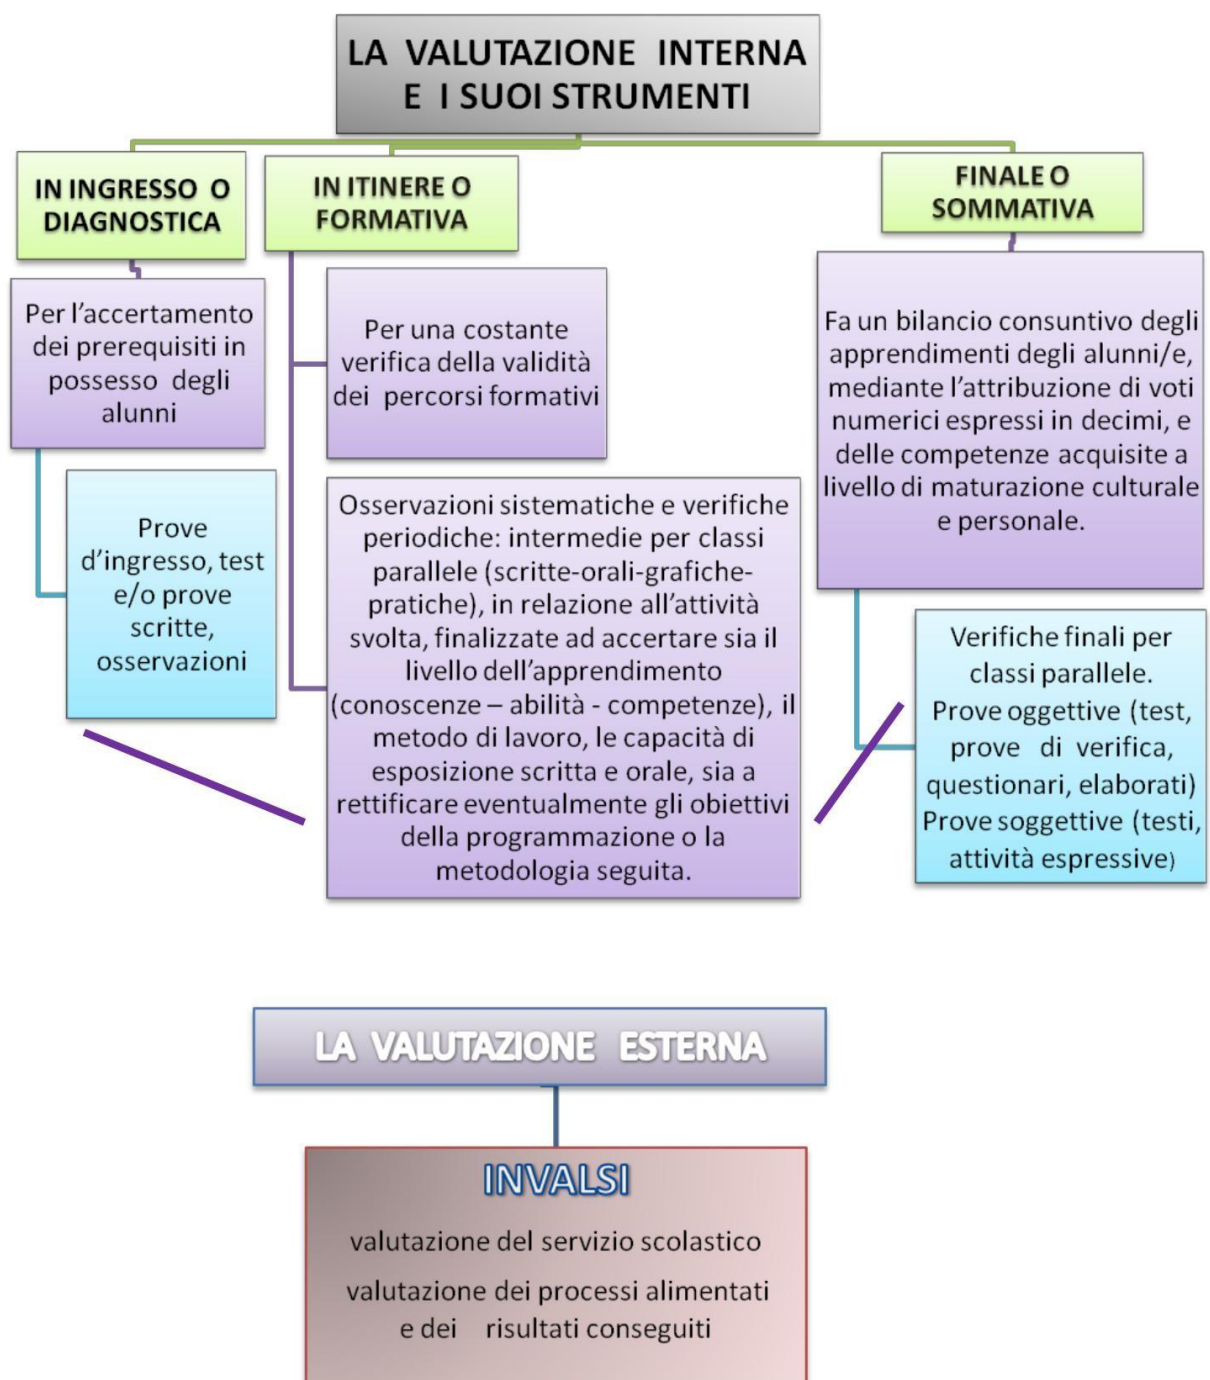 LA VALUTAZIONE INTERNA
E I SUOI STRUMENTI
IN INGRESSO O
DIAGNOSTICA
Per l'accertamento
dei prerequisiti in
possesso degli
alunni
Prove
d'ingresso, test
e/o prove
scritte,
osservazioni
IN ITINERE O
FORMATIVA
Per una costante
verifica della validità
dei percorsi formativi
Osservazioni sistematiche e verifiche
periodiche: intermedie per classi
parallele (scritte-orali-grafiche-
pratiche), in relazione all'attività
svolta, finalizzate ad accertare sia il
livello dell'apprendimento
(conoscenze – abilità - competenze), il
metodo di lavoro, le capacità di
esposizione scritta e orale, sia a
rettificare eventualmente gli obiettivi
della programmazione o la
metodologia seguita.
FINALE O
SOMMATIVA
Fa un bilancio consuntivo degli
apprendimenti degli alunni/e,
mediante l'attribuzione di voti
numerici espressi in decimi, e
delle competenze acquisite a
livello di maturazione culturale
e personale.
Verifiche finali per
classi parallele.
Prove oggettive (test,
prove di verifica,
questionari, elaborati)
Prove soggettive (testi,
attività espressive)
LA VALUTAZIONE ESTERNA
INVALSI
valutazione del servizio scolastico
valutazione dei processi alimentati
e dei risultati conseguiti